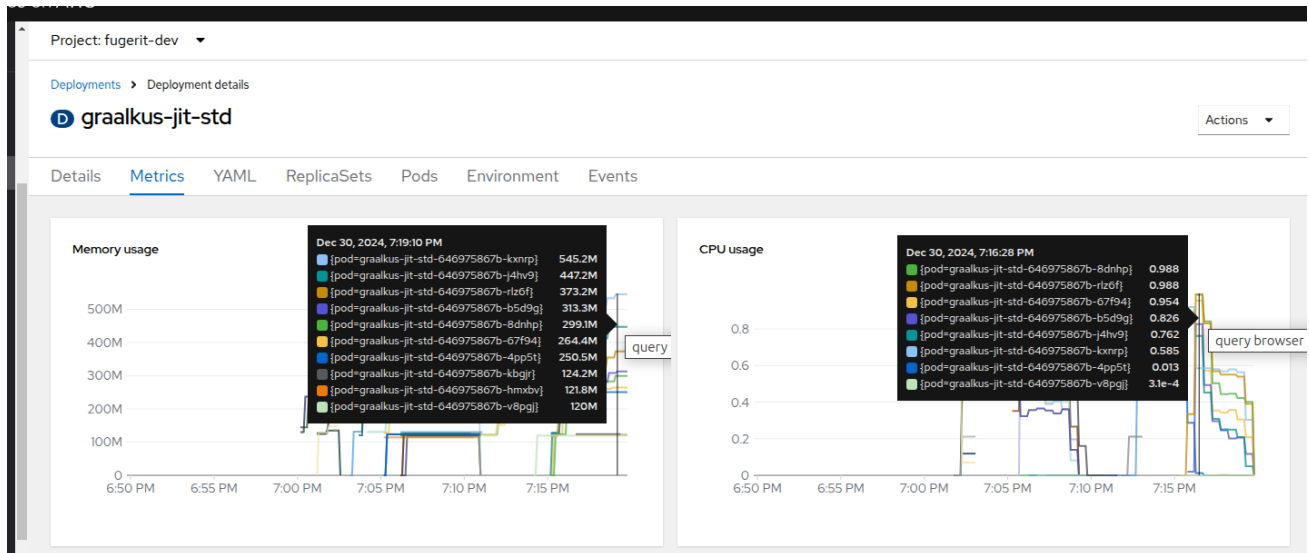 Project: fugerit-dev
Deployments > Deployment details
D graalkus-jit-std
Actions
Details Metrics YAML ReplicaSets Pods Environment Events
Memory usage
Dec 30, 2024, 7:19:10 PM
{pod=graalkus-jit-std-646975867b-kxnrp} 545.2M
{pod=graalkus-jit-std-646975867b-j4hv9} 447.2M
{pod=graalkus-jit-std-646975867b-rlz6f} 373.2M
{pod=graalkus-jit-std-646975867b-b5d9g} 313.3M
{pod=graalkus-jit-std-646975867b-8dnhp} 299.1M
{pod=graalkus-jit-std-646975867b-67f94} 264.4M
{pod=graalkus-jit-std-646975867b-4pp5t} 250.5M
{pod=graalkus-jit-std-646975867b-kbgjr} 124.2M
{pod=graalkus-jit-std-646975867b-hmxbv} 121.8M
{pod=graalkus-jit-std-646975867b-v8pgj} 120M
query
500M
400M
300M
200M
100M
0
6:50 PM 6:55 PM 7:00 PM 7:05 PM 7:10 PM 7:15 PM
CPU usage
Dec 30, 2024, 7:16:28 PM
{pod=graalkus-jit-std-646975867b-8dnhp} 0.988
{pod=graalkus-jit-std-646975867b-rlz6f} 0.988
{pod=graalkus-jit-std-646975867b-67f94} 0.954
{pod=graalkus-jit-std-646975867b-b5d9g} 0.826
{pod=graalkus-jit-std-646975867b-j4hv9} 0.762
{pod=graalkus-jit-std-646975867b-kxnrp} 0.585
{pod=graalkus-jit-std-646975867b-4pp5t} 0.013
{pod=graalkus-jit-std-646975867b-v8pgj} 3.1e-4
query browser
0.8
0.6
0.4
0.2
0
6:50 PM 6:55 PM 7:00 PM 7:05 PM 7:10 PM 7:15 PM